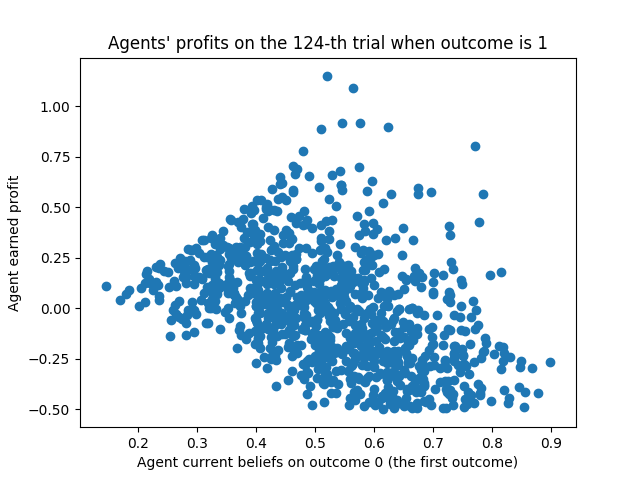 Agents' profits on the 124-th trial when outcome is 1
Agent earned profit
1.00
0.75
0.50
0.25
0.00
−0.25
−0.50
0.2 0.3 0.4 0.5 0.6 0.7 0.8 0.9
Agent current beliefs on outcome 0 (the first outcome)